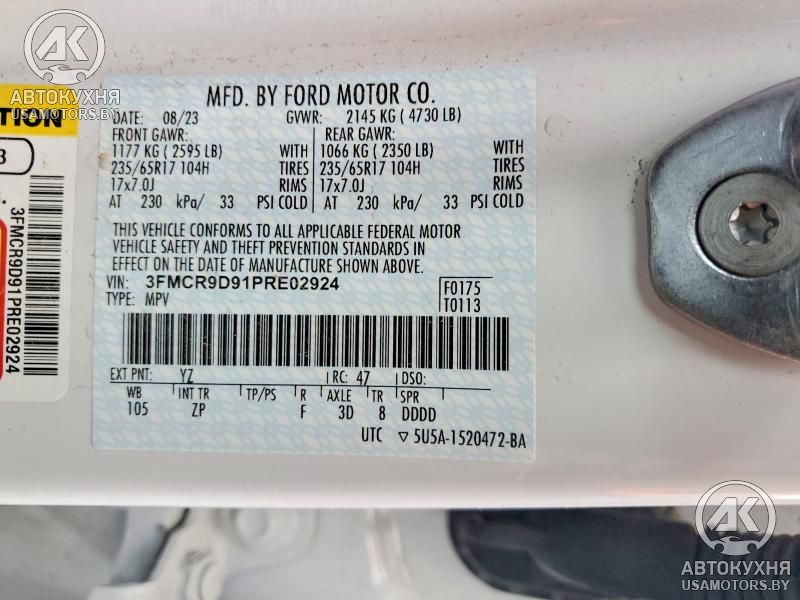 AK
АВТОКУХНЯ
USAMOTORS.BY
TION
3
3FMCR9D91PRE02924
MFD. BY FORD MOTOR CO.
DATE: 08/23 GVWR: 2145 KG ( 4730 LB)
FRONT GAWR: REAR GAWR:
1177 KG ( 2595 LB) WITH 1066 KG ( 2350 LB) WITH
235/65R17 104H TIRES 235/65R17 104H TIRES
17x7.0J RIMS 17x7.0J RIMS
AT 230 kPa/ 33 PSI COLD AT 230 kPa/ 33 PSI COLD
THIS VEHICLE CONFORMS TO ALL APPLICABLE FEDERAL MOTOR
VEHICLE SAFETY AND THEFT PREVENTION STANDARDS IN
EFFECT ON THE DATE OF MANUFACTURE SHOWN ABOVE.
VIN: 3FMCR9D91PRE02924 F0175
TYPE: MPV T0113
EXT PNT: YZ RC: 47 DSO:
WB INT TR TP/PS R AXLE TR SPR
105 ZP F 3D 8 DDDD
UTC ▽ 5U5A-1520472-BA
AK
АВТОКУХНЯ
USAMOTORS.BY